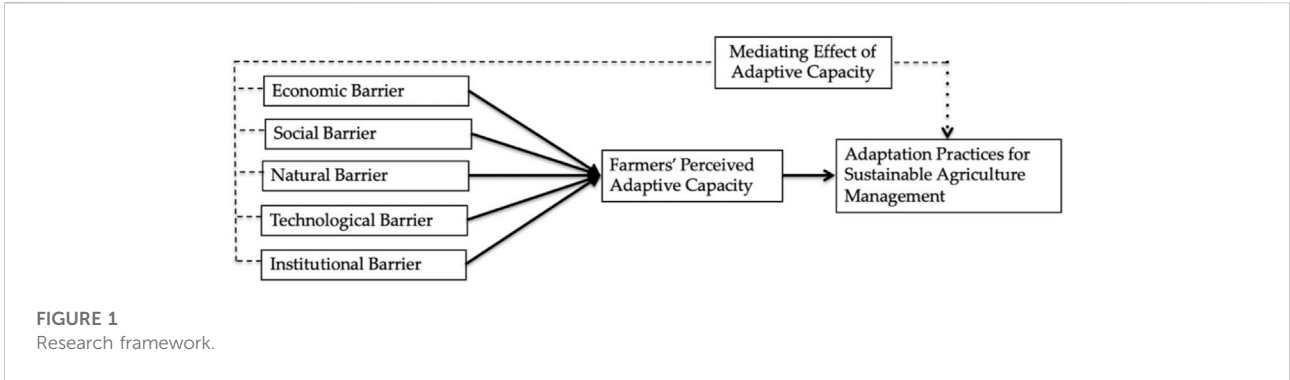 Mediating Effect of
Adaptive Capacity
Economic Barrier
Social Barrier
Natural Barrier
Technological Barrier
Institutional Barrier
Farmers' Perceived
Adaptive Capacity
Adaptation Practices for
Sustainable Agriculture
Management
FIGURE 1
Research framework.